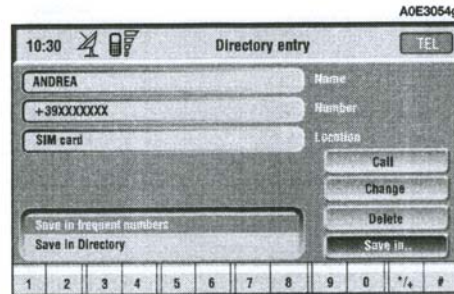 A0E3054g
10:30 Directory entry TEL
ANDREA Name
+39XXXXXXX Number
SIM card Location
Call
Change
Delete
Save in frequent numbers
Save in Directory
Save in..
1 2 3 4 5 6 7 8 9 0 */+ #